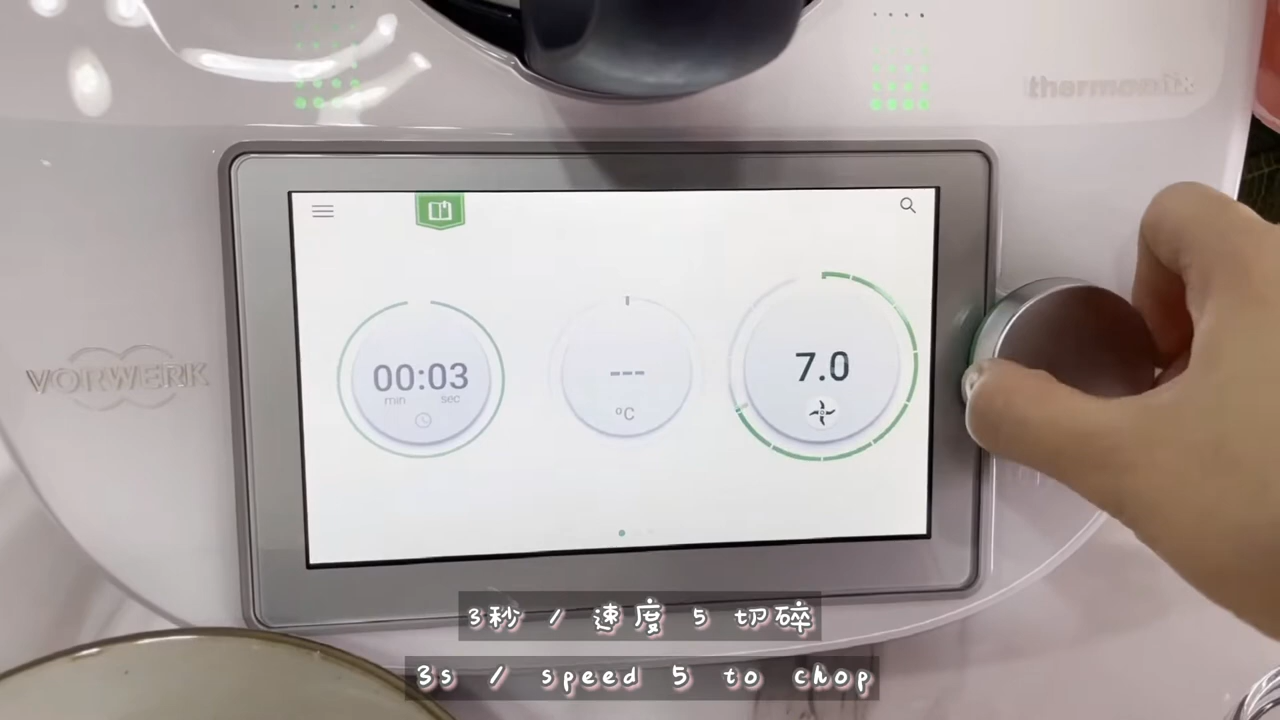 thermomix
00:03
min sec
---
°C
7.0
VORWERK
3秒 / 速度 5 切碎
3s / speed 5 to chop